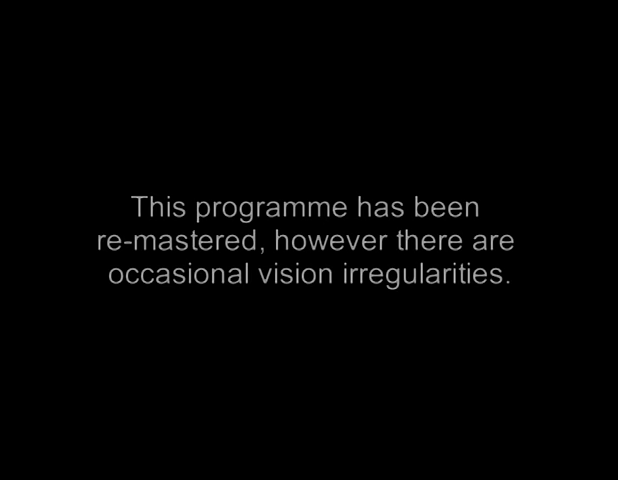 This programme has been
re-mastered, however there are
occasional vision irregularities.